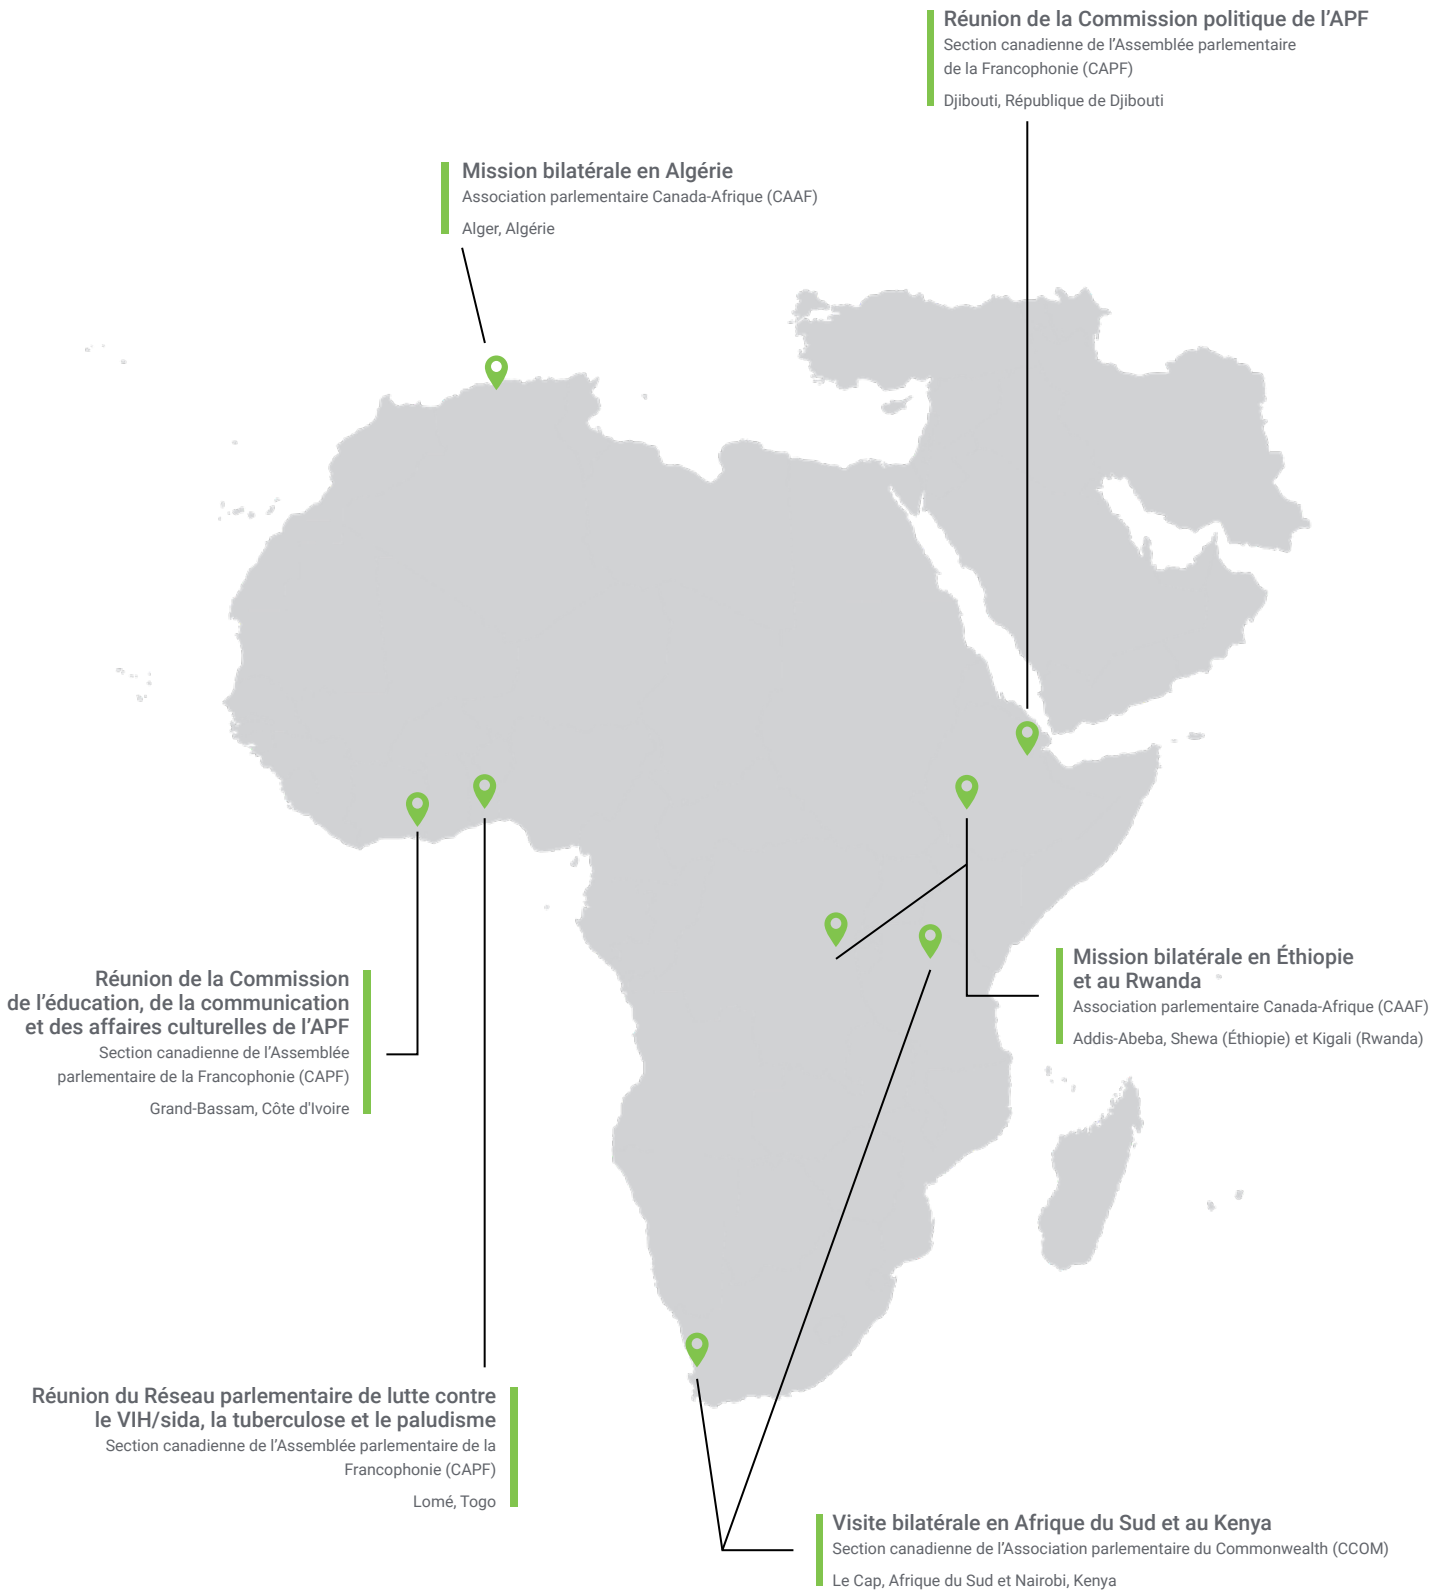 Réunion de la Commission politique de l’APF
Section canadienne de l’Assemblée parlementaire
de la Francophonie (CAPF)
Djibouti, République de Djibouti
Mission bilatérale en Algérie
Association parlementaire Canada-Afrique (CAAF)
Alger, Algérie
Mission bilatérale en Éthiopie
et au Rwanda
Association parlementaire Canada-Afrique (CAAF)
Addis-Abeba, Shewa (Éthiopie) et Kigali (Rwanda)
Réunion de la Commission
de l’éducation, de la communication
et des affaires culturelles de l’APF
Section canadienne de l’Assemblée
parlementaire de la Francophonie (CAPF)
Grand-Bassam, Côte d'Ivoire
Réunion du Réseau parlementaire de lutte contre
le VIH/sida, la tuberculose et le paludisme
Section canadienne de l’Assemblée parlementaire de la
Francophonie (CAPF)
Lomé, Togo
Visite bilatérale en Afrique du Sud et au Kenya
Section canadienne de l’Association parlementaire du Commonwealth (CCOM)
Le Cap, Afrique du Sud et Nairobi, Kenya